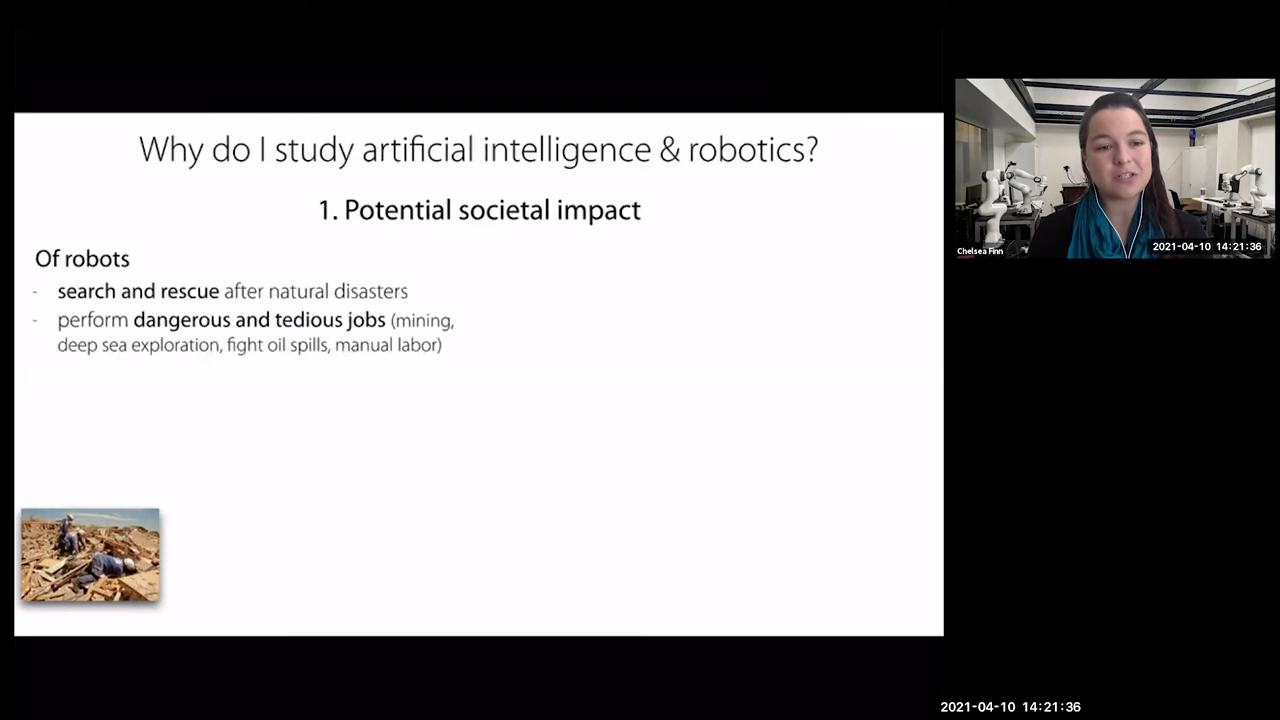 Why do I study artificial intelligence & robotics?
1. Potential societal impact
Of robots
- search and rescue after natural disasters
- perform dangerous and tedious jobs (mining,
deep sea exploration, fight oil spills, manual labor)
Chelsea Finn
2021-04-10 14:21:36
2021-04-10 14:21:36